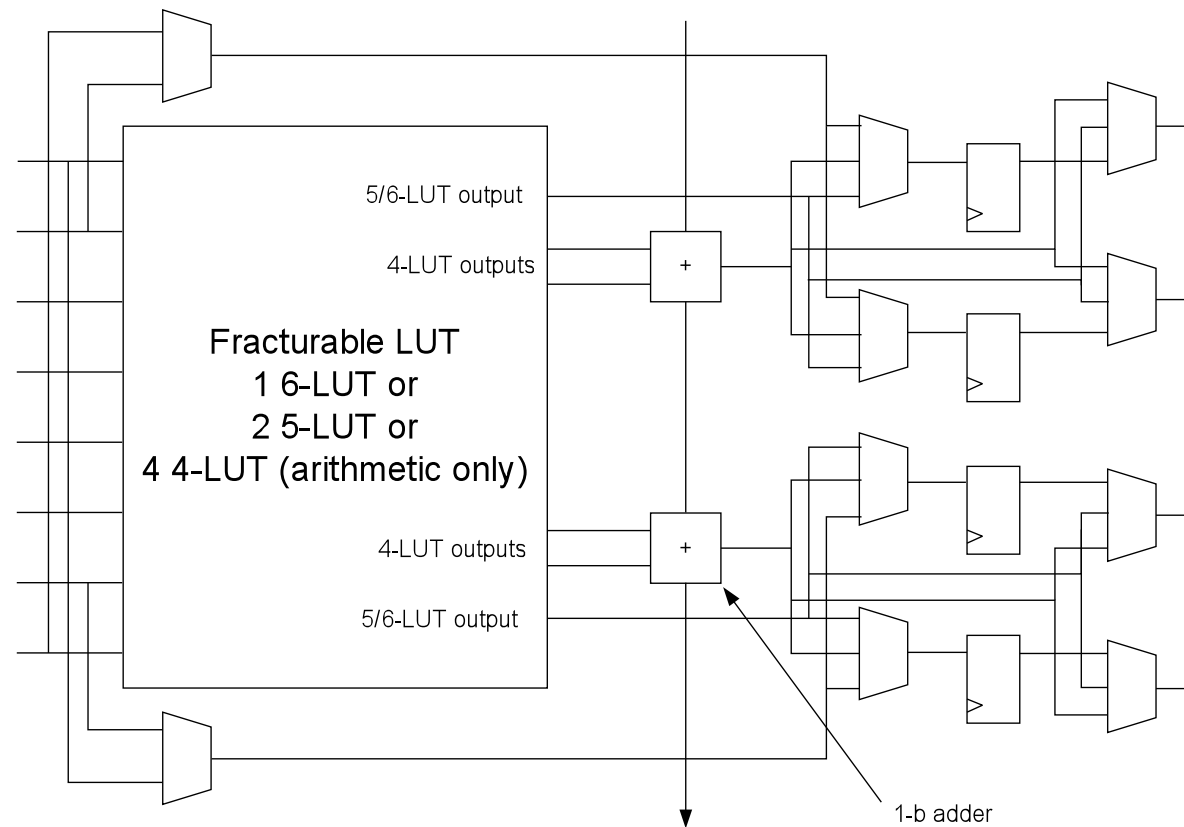 5/6-LUT output
4-LUT outputs
+
Fracturable LUT
1 6-LUT or
2 5-LUT or
4 4-LUT (arithmetic only)
4-LUT outputs
+
5/6-LUT output
1-b adder